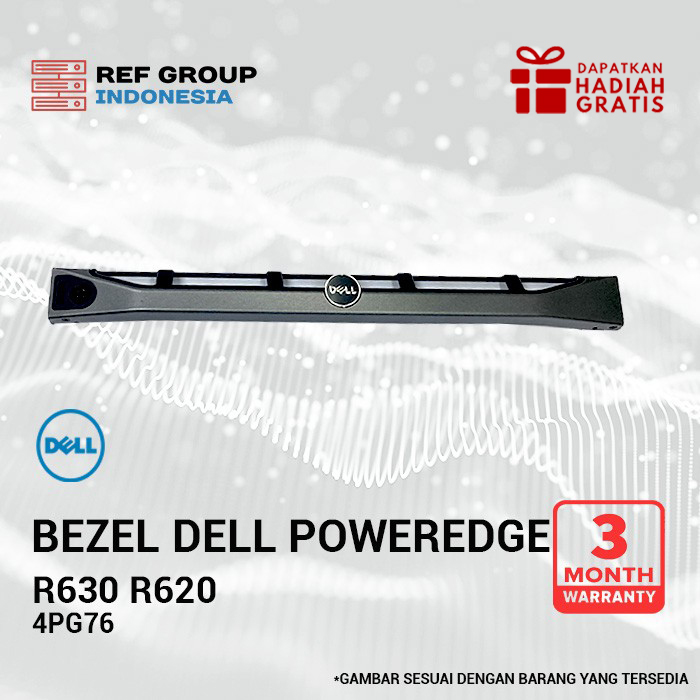 REF GROUP
INDONESIA
DAPATKAN
HADIAH
GRATIS
DELL
DELL
BEZEL DELL POWEREDGE
R630 R620
4PG76
3
MONTH
WARRANTY
*GAMBAR SESUAI DENGAN BARANG YANG TERSEDIA